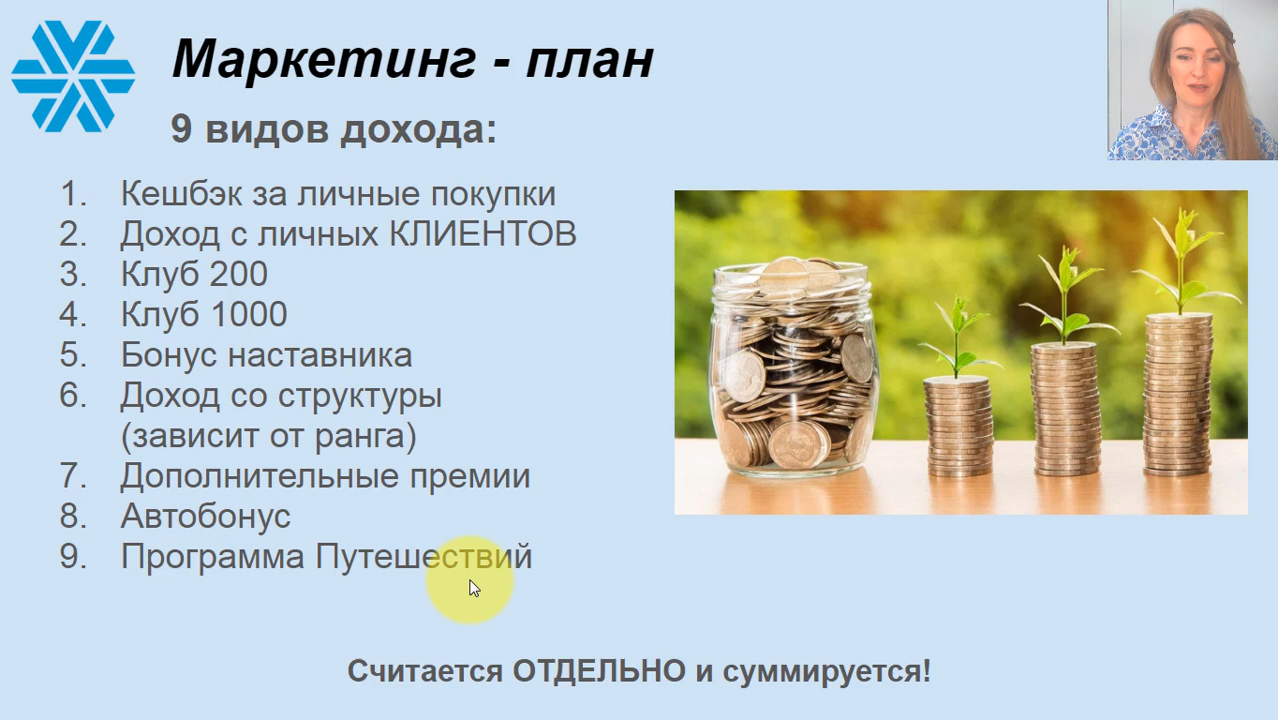 Маркетинг - план
9 видов дохода:
1. Кешбэк за личные покупки
2. Доход с личных КЛИЕНТОВ
3. Клуб 200
4. Клуб 1000
5. Бонус наставника
6. Доход со структуры
(зависит от ранга)
7. Дополнительные премии
8. Автобонус
9. Программа Путешествий
Считается ОТДЕЛЬНО и суммируется!